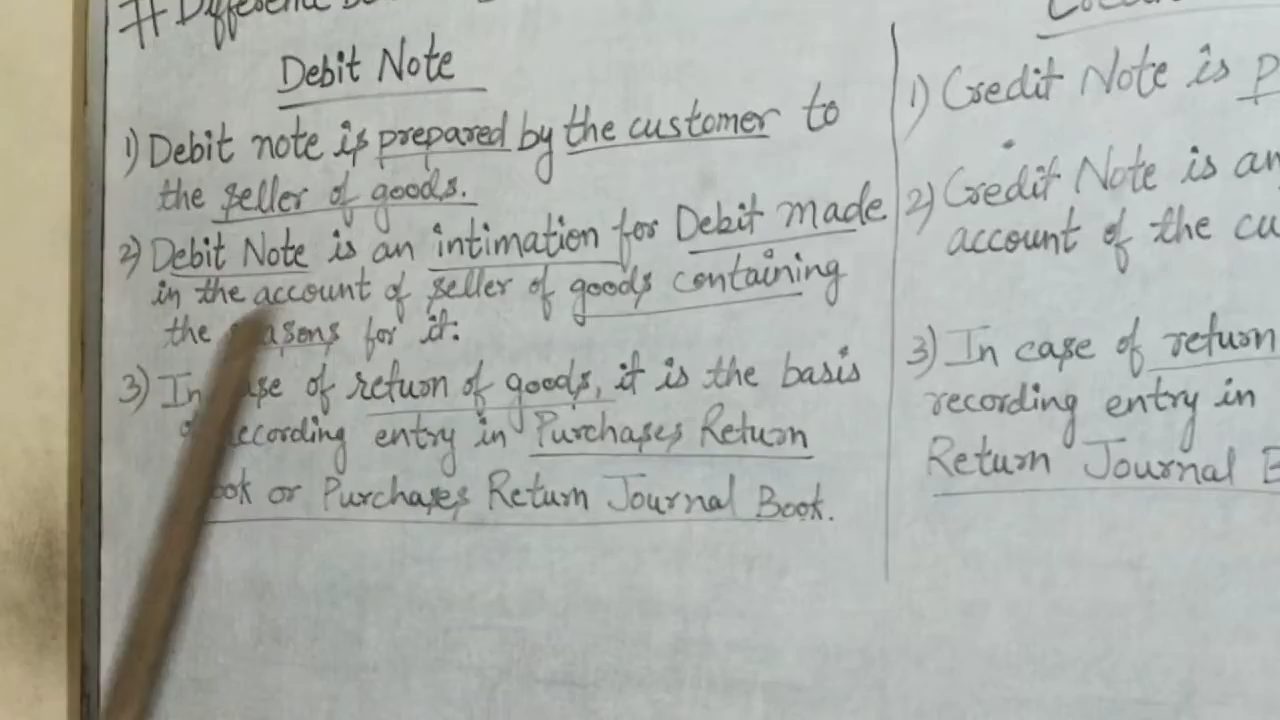 # Difference
Debit Note
1) Debit note is prepared by the customer to
the seller of goods.
2) Debit Note is an intimation for Debit made
in the account of seller of goods containing
the reasons for it.
3) In case of return of goods, it is the basis
recording entry in Purchases Return
Book or Purchases Return Journal Book.
1) Credit Note is
2) Credit Note is an
account of the
3) In case of return
recording entry in
Return Journal